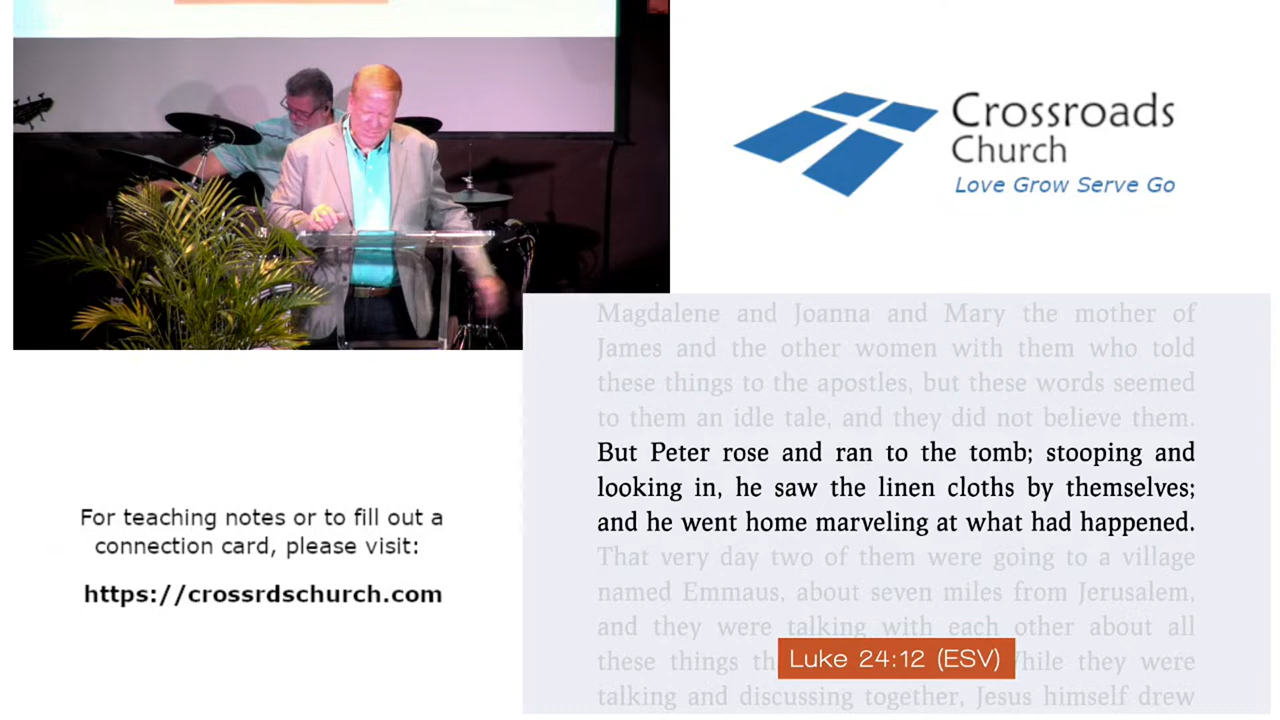 Crossroads
Church
Love Grow Serve Go
Magdalene and Joanna and Mary the mother of
James and the other women with them who told
these things to the apostles, but these words seemed
to them an idle tale, and they did not believe them.
But Peter rose and ran to the tomb; stooping and
looking in, he saw the linen cloths by themselves;
and he went home marveling at what had happened.
That very day two of them were going to a village
named Emmaus, about seven miles from Jerusalem,
and they were talking with each other about all
these things th
While they were
talking and discussing together, Jesus himself drew
Luke 24:12 (ESV)
For teaching notes or to fill out a
connection card, please visit:
https://crossrdschurch.com